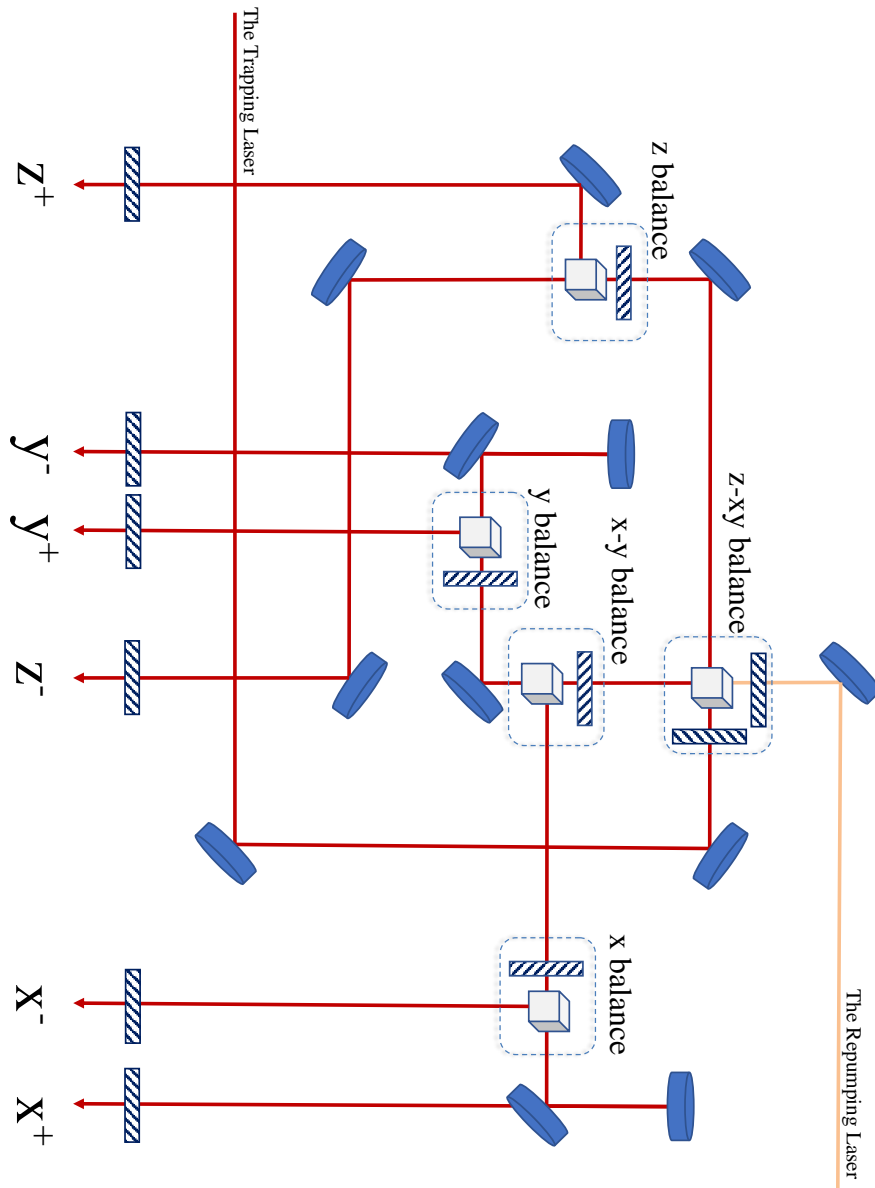 The Repumping Laser
z-xy balance
z balance
x-y balance
x balance
y balance
The Trapping Laser
z⁺
y⁻
y⁺
z⁻
x⁻
x⁺